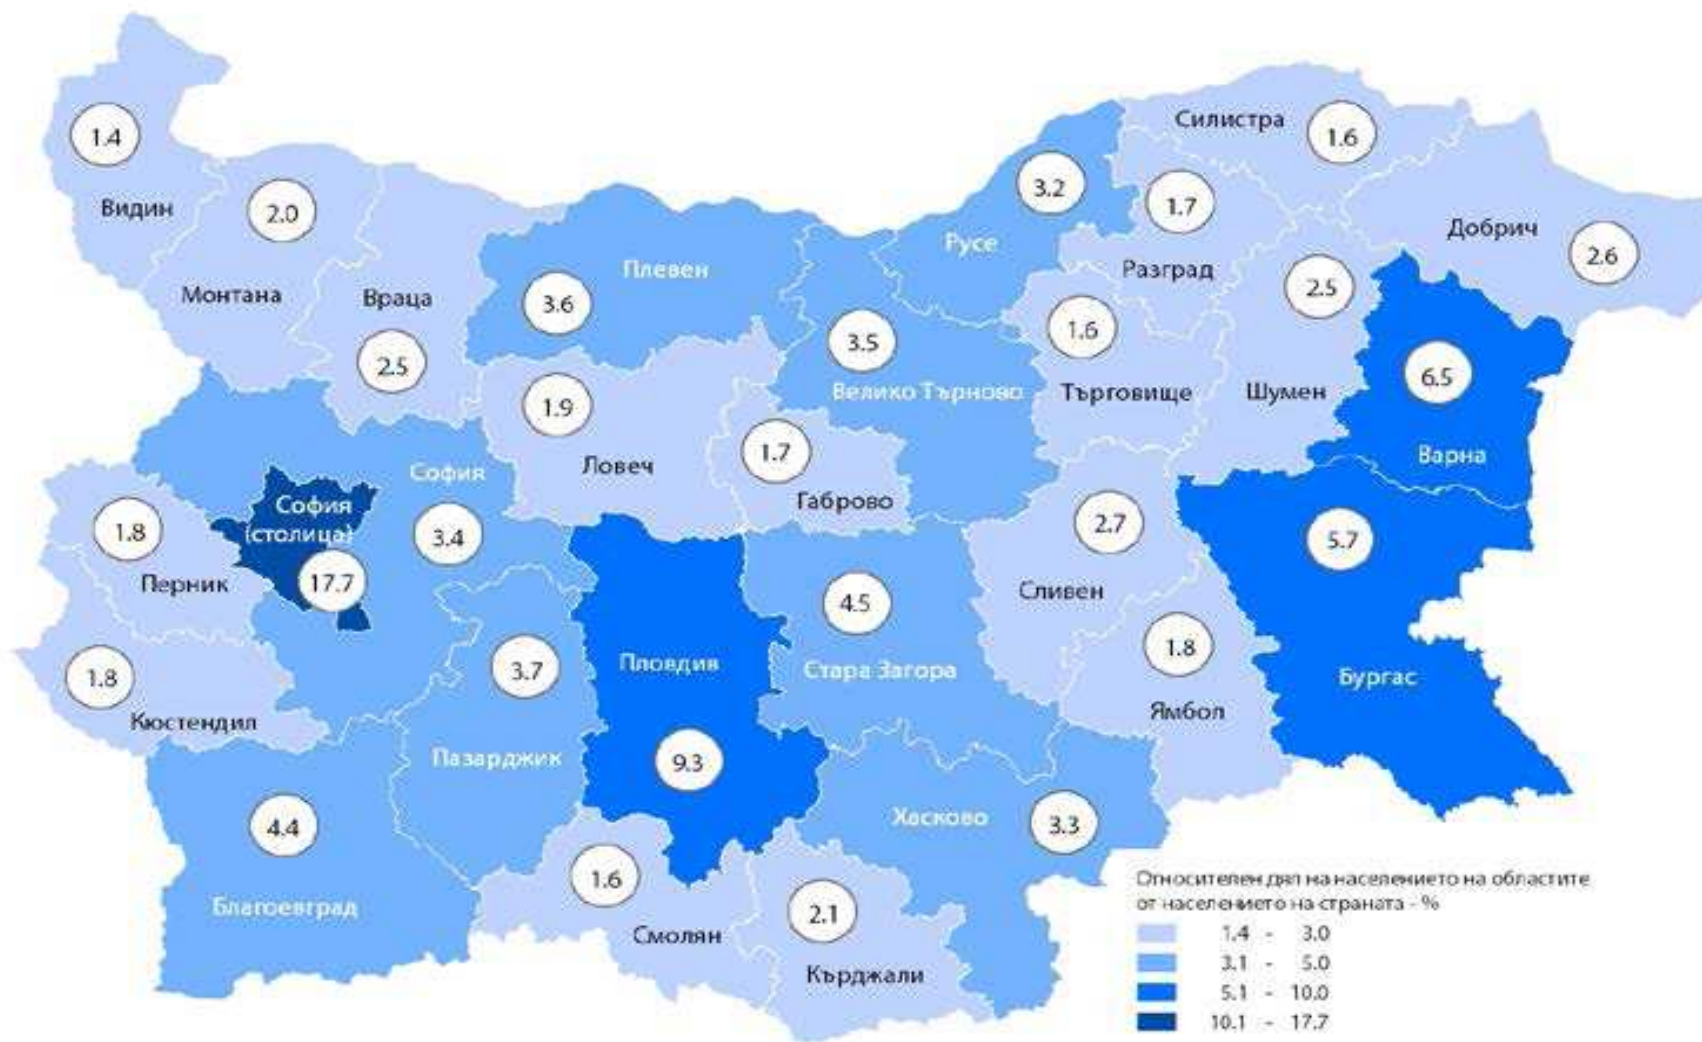 Силистра
1.6
1.4
3.2
Видин
2.0
1.7
Добрич
Русе
2.6
Плевен
Разград
Монтана
Враца
3.6
2.5
1.6
3.5
2.5
6.5
1.9
Велико Търново
Търговище
Шумен
1.7
Варна
София
Ловеч
Габрово
София
(столица)
1.8
3.4
2.7
5.7
Перник
17.7
Сливен
4.5
1.8
3.7
Пловдив
Стара Загора
1.8
Бургас
Кюстендил
Ямбол
Пазарджик
9.3
4.4
Хасково
3.3
1.6
Относителен дял на населението на областите
от населението на страната - %
Благоевград
2.1
Смолян
Кърджали
1.4 - 3.0
3.1 - 5.0
5.1 - 10.0
10.1 - 17.7